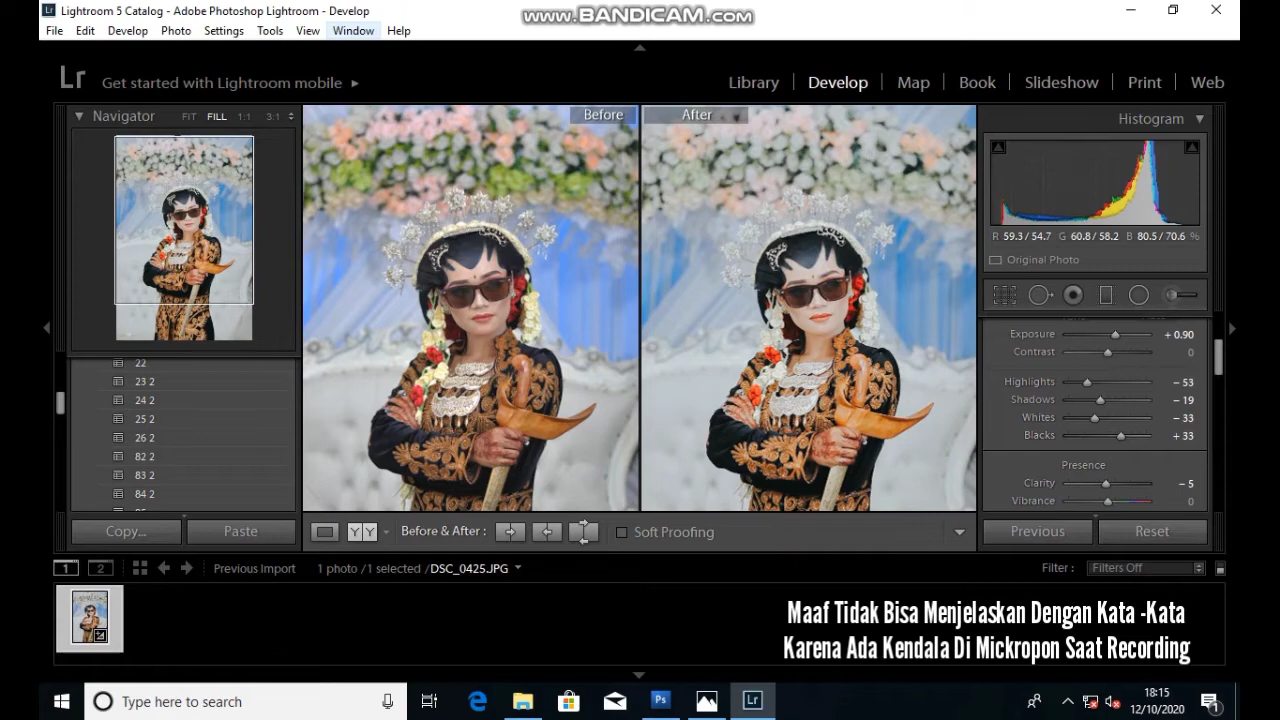 Lightroom 5 Catalog - Adobe Photoshop Lightroom - Develop
www.BANDICAM.com
File Edit Develop Photo Settings Tools View Window Help
Lr Get started with Lightroom mobile
Library Develop Map Book Slideshow Print Web
Navigator FIT FILL 1:1 3:1
Before
After
Histogram
R 59.3 / 54.7 G 60.8 / 58.2 B 80.5 / 70.6 %
Original Photo
Exposure + 0.90
Contrast 0
Highlights - 53
Shadows - 19
Whites - 33
Blacks + 33
Presence
Clarity - 5
Vibrance 0
22
23 2
24 2
25 2
26 2
82 2
83 2
84 2
Copy... Paste
YY Before & After : Soft Proofing
Previous Reset
1 2 Previous Import 1 photo / 1 selected / DSC_0425.JPG
Filter : Filters Off
Maaf Tidak Bisa Menjelaskan Dengan Kata -Kata
Karena Ada Kendala Di Mickropon Saat Recording
Type here to search
Ps
Lr
18:15
12/10/2020
1